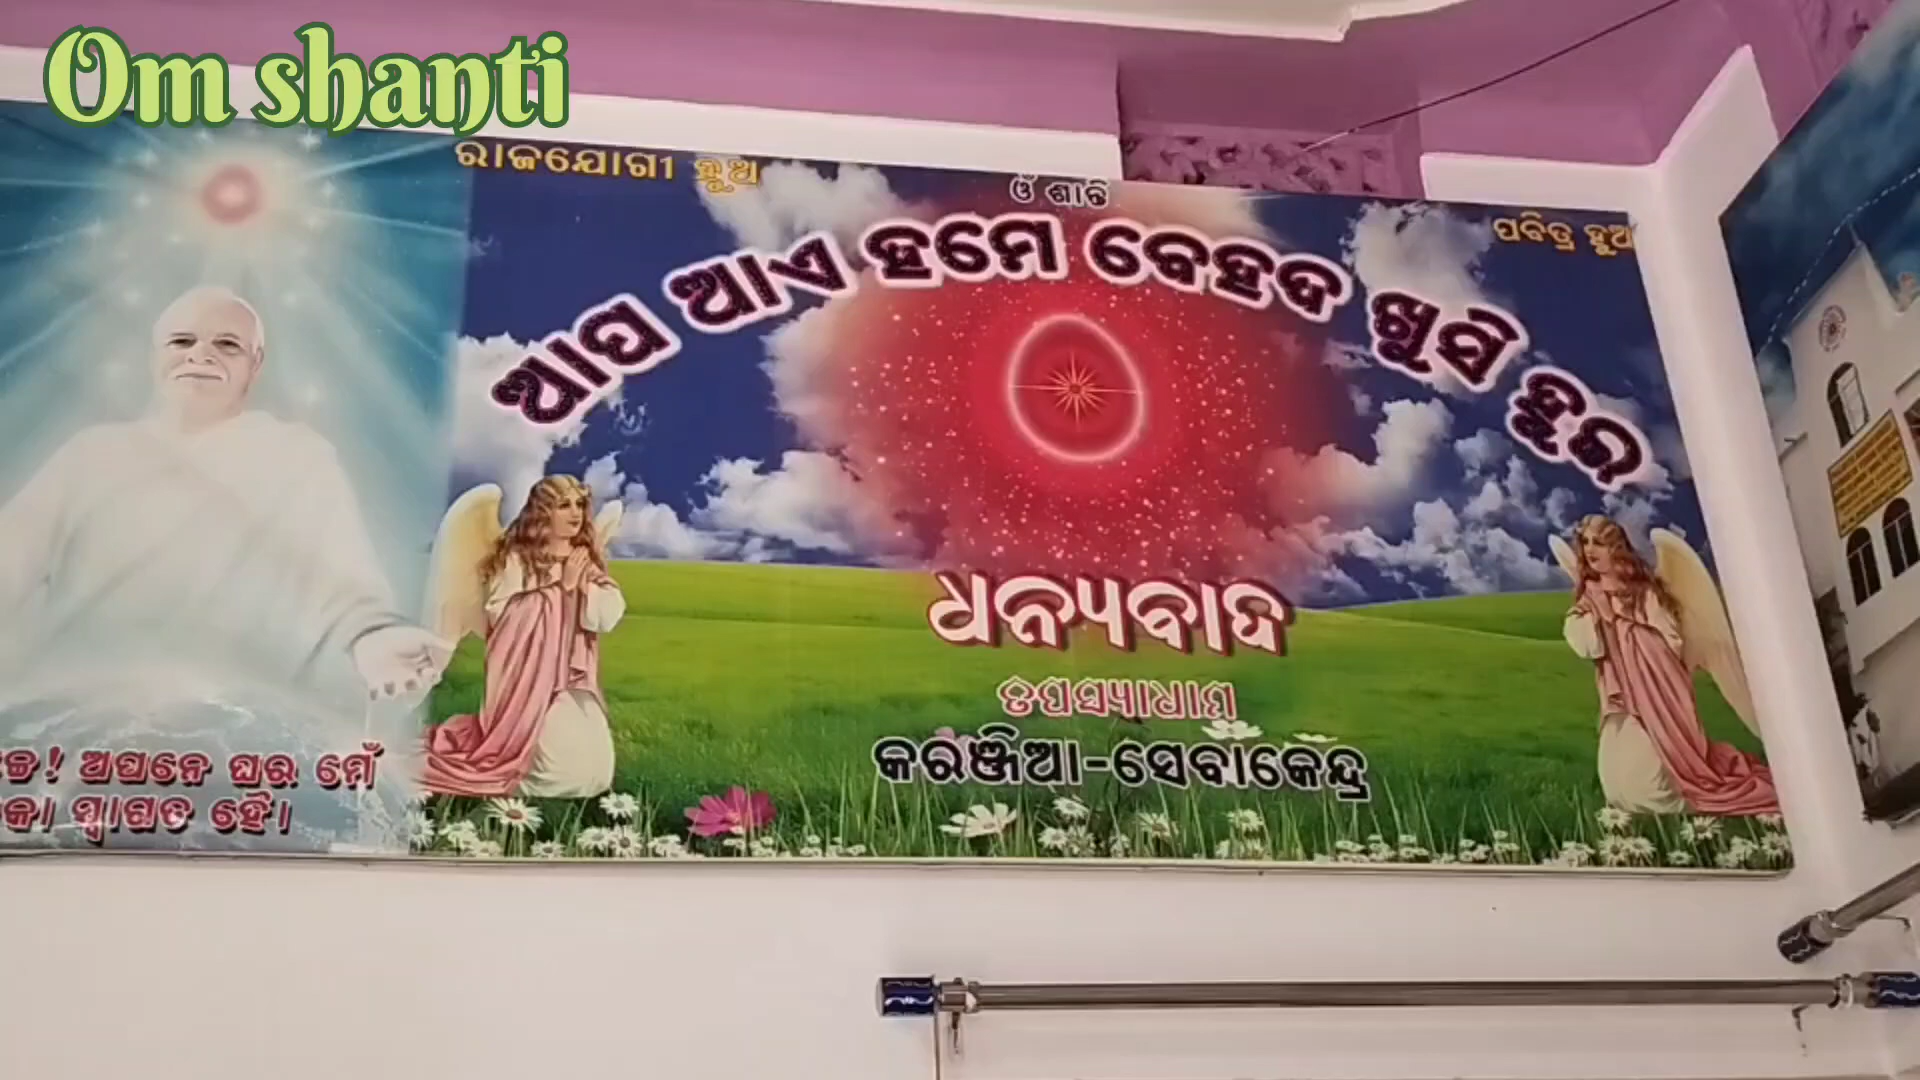 Om shanti
ରାଜଯୋଗୀ ହୁଅ
ଓଁ ଶାନ୍ତି
ପବିତ୍ର ହୁଅ
ଆପ ଆଏ ହମେ ବେହଦ ଖୁସି ହୁଇ
ଧନ୍ୟବାଦ
ତପସ୍ୟାଧାମ
କରଞ୍ଜିଆ-ସେବାକେନ୍ଦ୍ର
! ଅପନେ ଘର ମେଁ
କା ସ୍ୱାଗତ ହୈ।